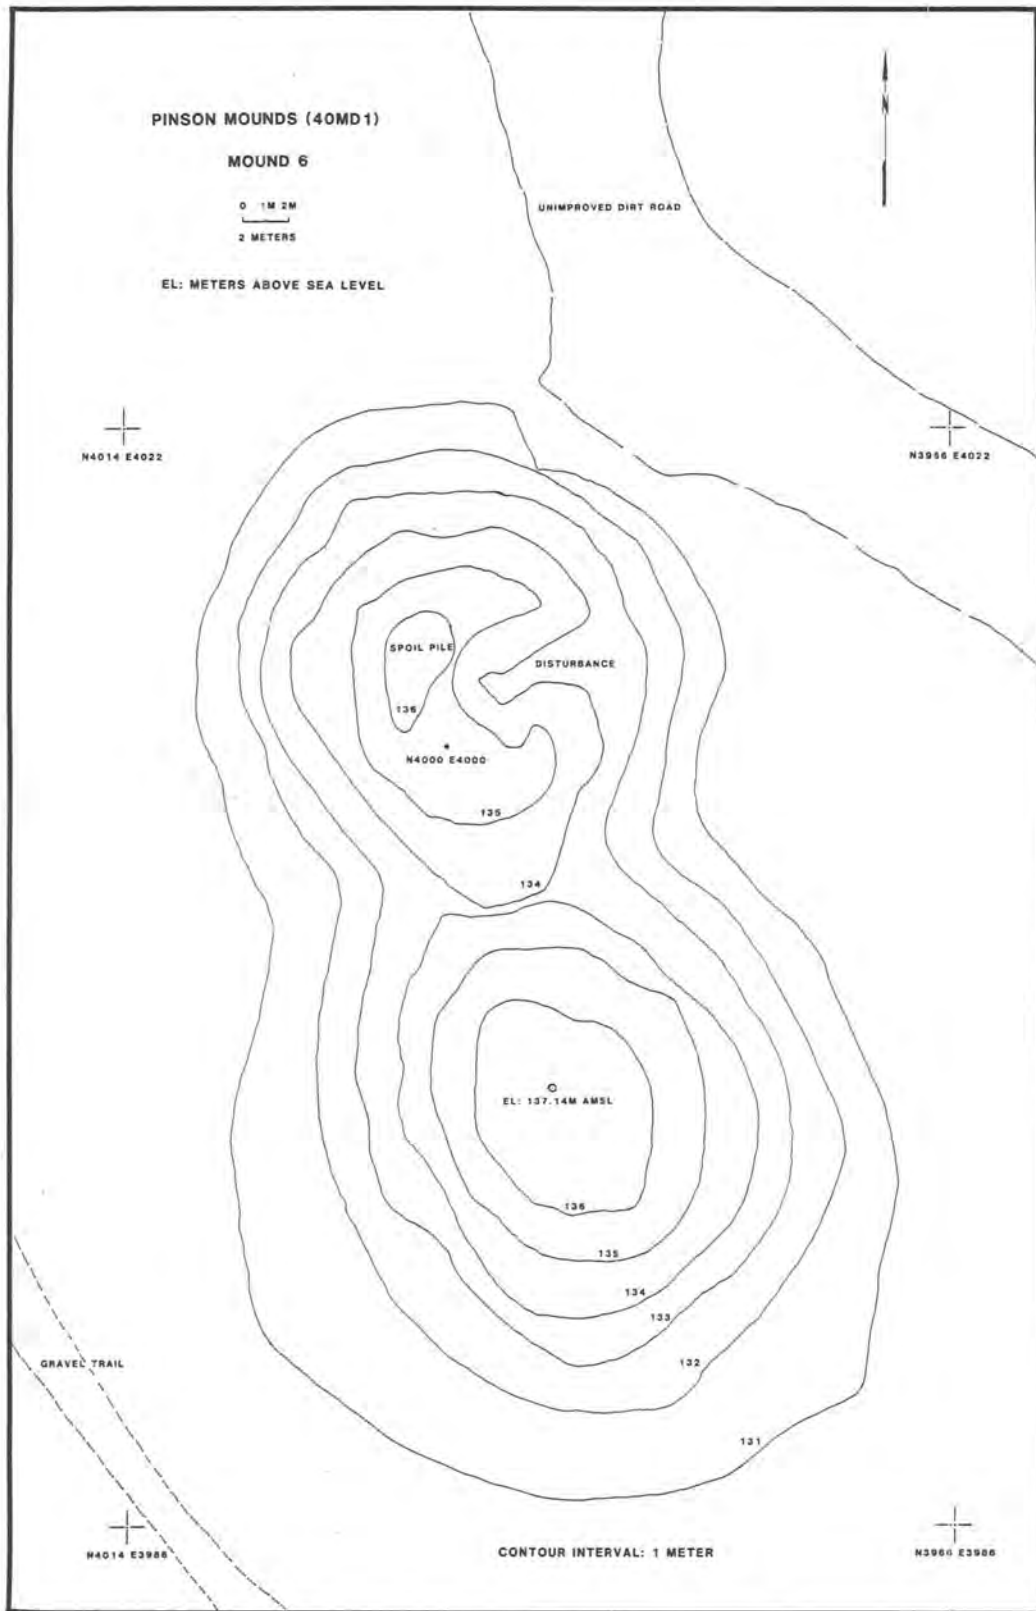 PINSON MOUNDS (40MD1)
MOUND 6
N
0 1M 2M
2 METERS
UNIMPROVED DIRT ROAD
EL: METERS ABOVE SEA LEVEL
N4014 E4022
N3966 E4022
SPOIL PILE
DISTURBANCE
136
N4000 E4000
135
134
EL: 137.14M AMSL
136
135
134
133
132
GRAVEL TRAIL
131
N4014 E3986
CONTOUR INTERVAL: 1 METER
N3966 E3986